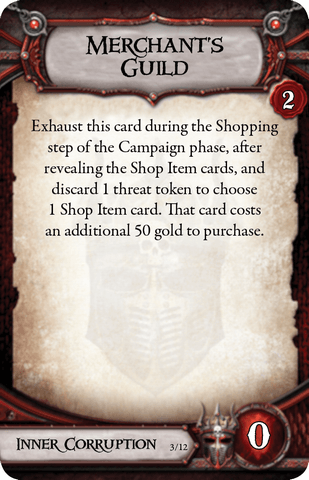 Merchant's
Guild
2
Exhaust this card during the Shopping
step of the Campaign phase, after
revealing the Shop Item cards, and
discard 1 threat token to choose
1 Shop Item card. That card costs
an additional 50 gold to purchase.
Inner Corruption 3/12
0